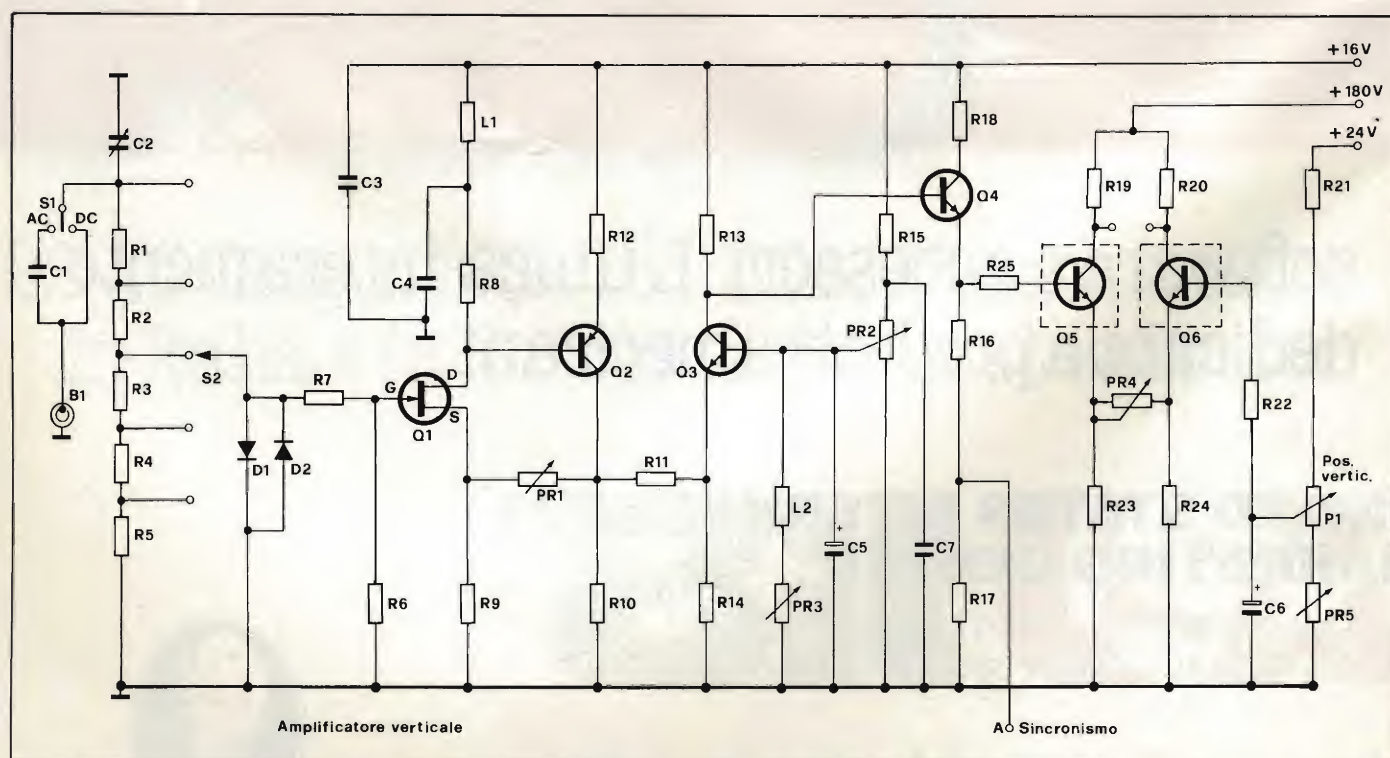 +16V
+180V
+24V
C2
S1
AC
DC
C1
B1
R1
R2
R3
R4
R5
S2
D1
D2
R7
R6
C3
L1
C4
R8
G
D
S
Q1
PR1
R9
R12
Q2
R11
R10
R13
Q3
R14
L2
PR3
C5
R15
PR2
C7
R18
Q4
R25
R16
R17
R19
R20
Q5
Q6
PR4
R23
R24
R21
R22
Pos.
vertic.
P1
C6
PR5
Amplificatore verticale
A
Sincronismo